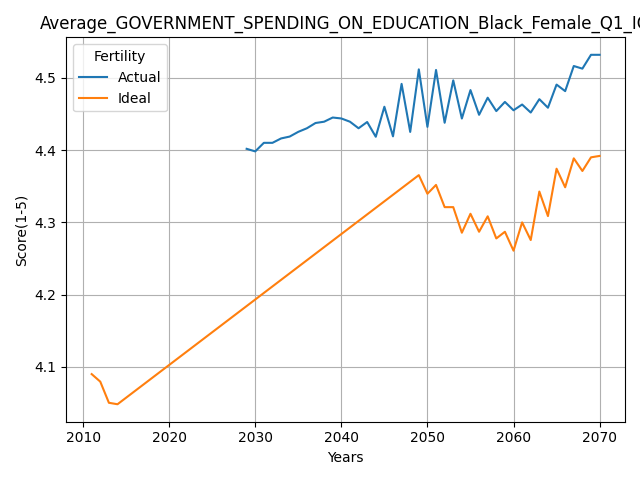 Average_GOVERNMENT_SPENDING_ON_EDUCATION_Black_Female_Q1_IC
Fertility
Actual
Ideal
Score(1-5)
4.5
4.4
4.3
4.2
4.1
2010 2020 2030 2040 2050 2060 2070
Years